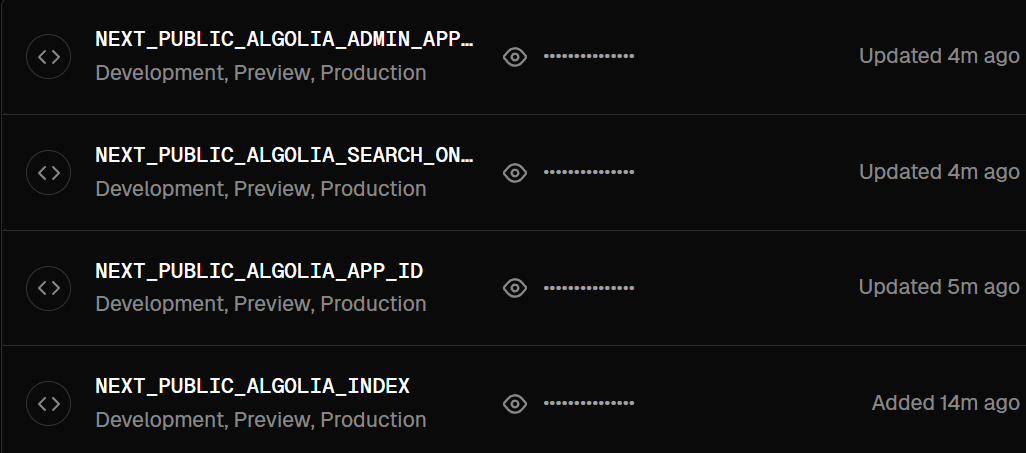 NEXT_PUBLIC_ALGOLIA_ADMIN_APP…
Development, Preview, Production
•••••••••••••••
Updated 4m ago
NEXT_PUBLIC_ALGOLIA_SEARCH_ON…
Development, Preview, Production
•••••••••••••••
Updated 4m ago
NEXT_PUBLIC_ALGOLIA_APP_ID
Development, Preview, Production
•••••••••••••••
Updated 5m ago
NEXT_PUBLIC_ALGOLIA_INDEX
Development, Preview, Production
•••••••••••••••
Added 14m ago